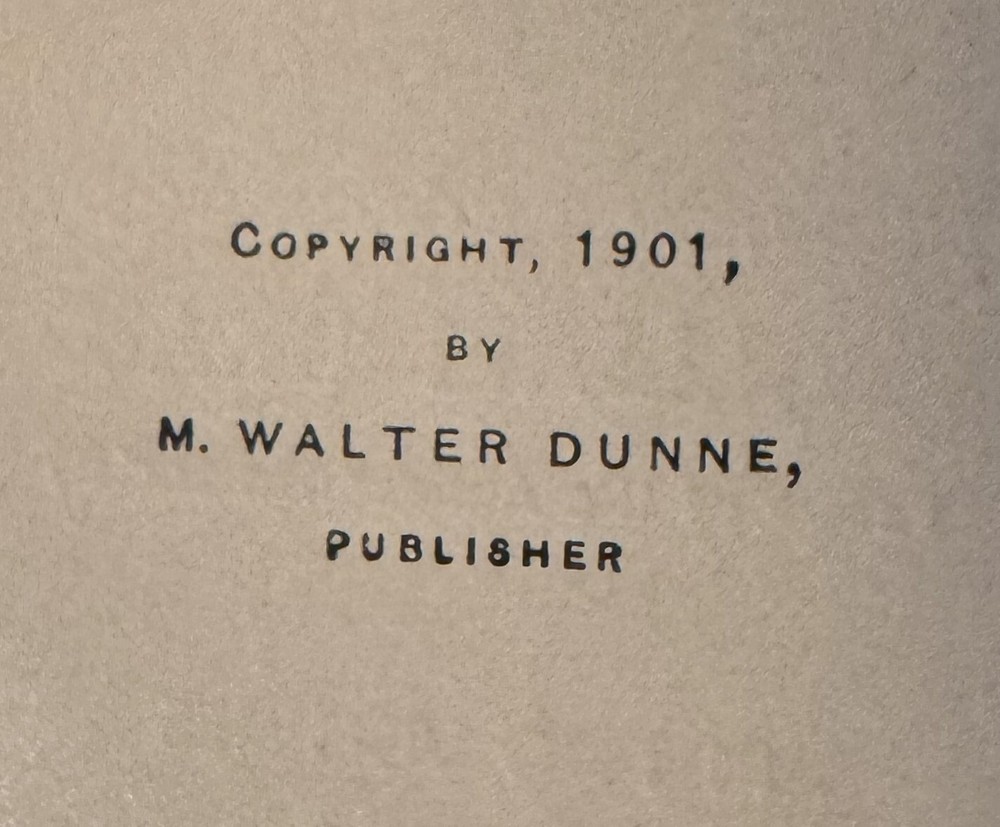 COPYRIGHT, 1901,
BY
M. WALTER DUNNE,
PUBLISHER